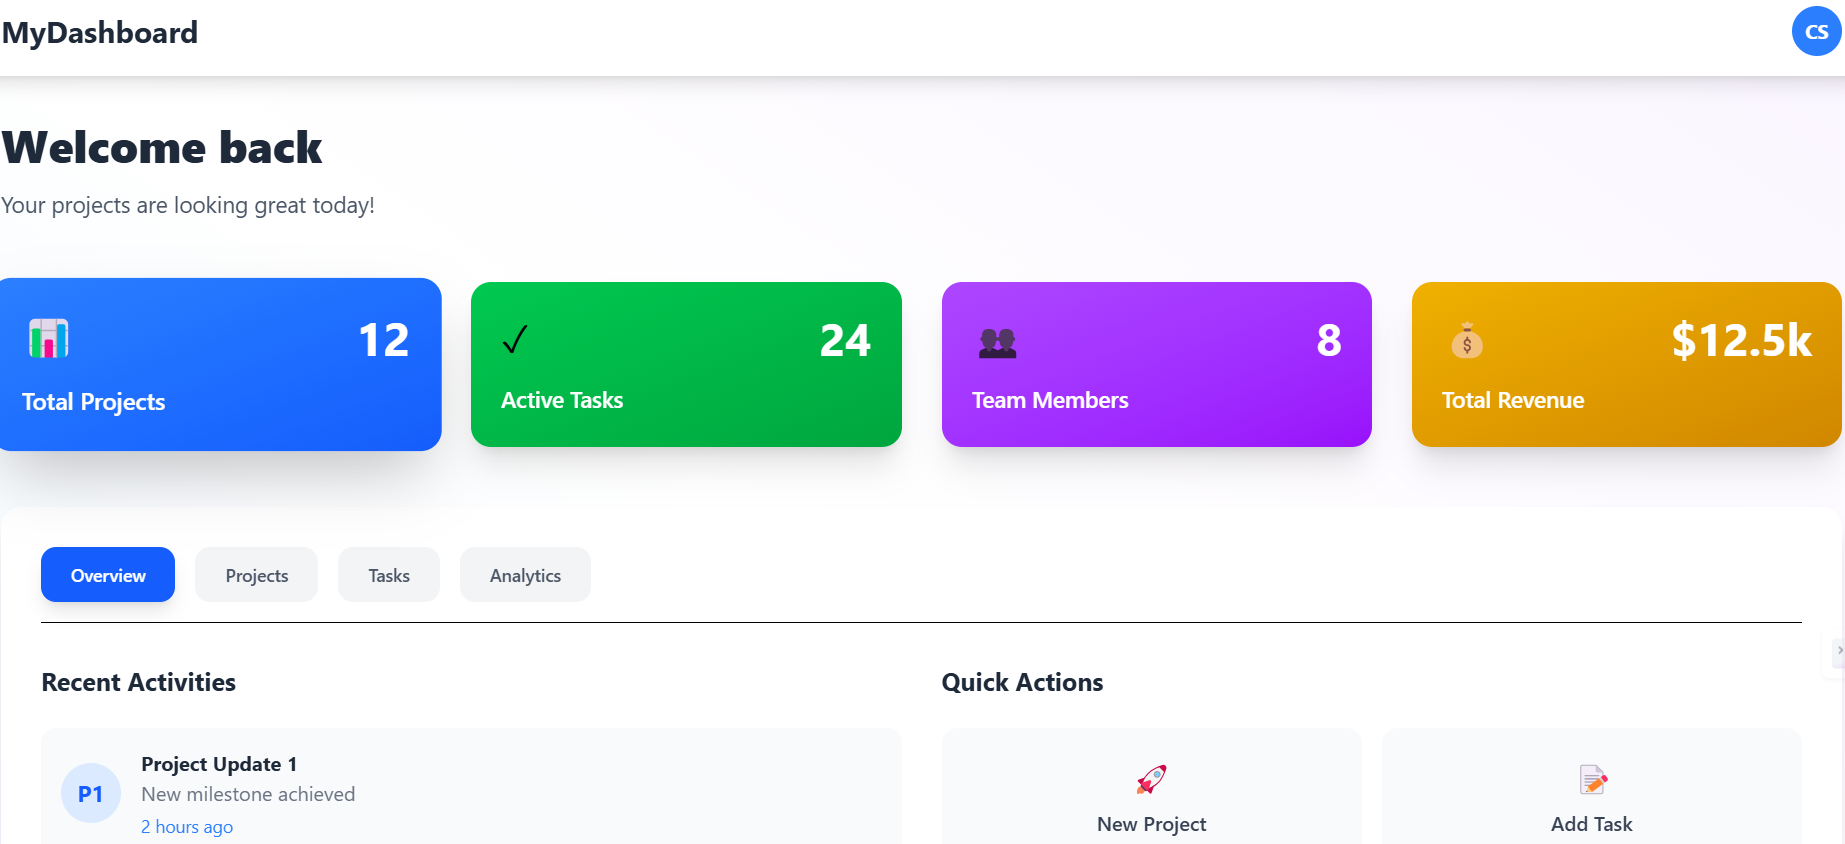 MyDashboard
CS
Welcome back
Your projects are looking great today!
12
Total Projects
24
Active Tasks
8
Team Members
$12.5k
Total Revenue
Overview
Projects
Tasks
Analytics
Recent Activities
P1
Project Update 1
New milestone achieved
2 hours ago
Quick Actions
New Project
Add Task